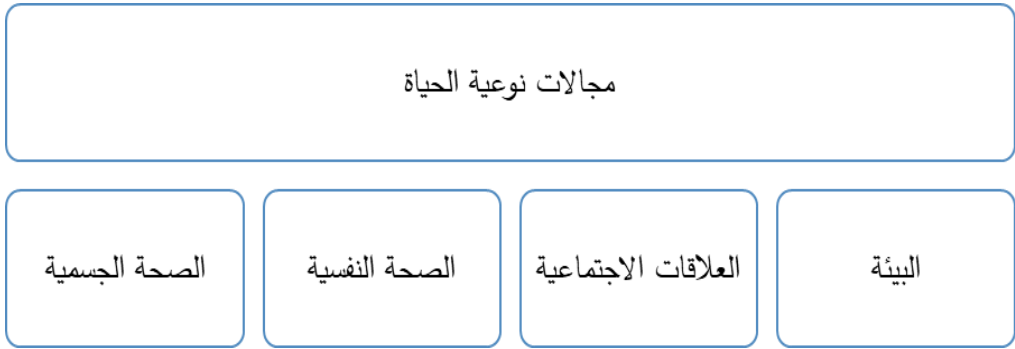 مجالات نوعية الحياة
البيئة
العلاقات الاجتماعية
الصحة النفسية
الصحة الجسمية